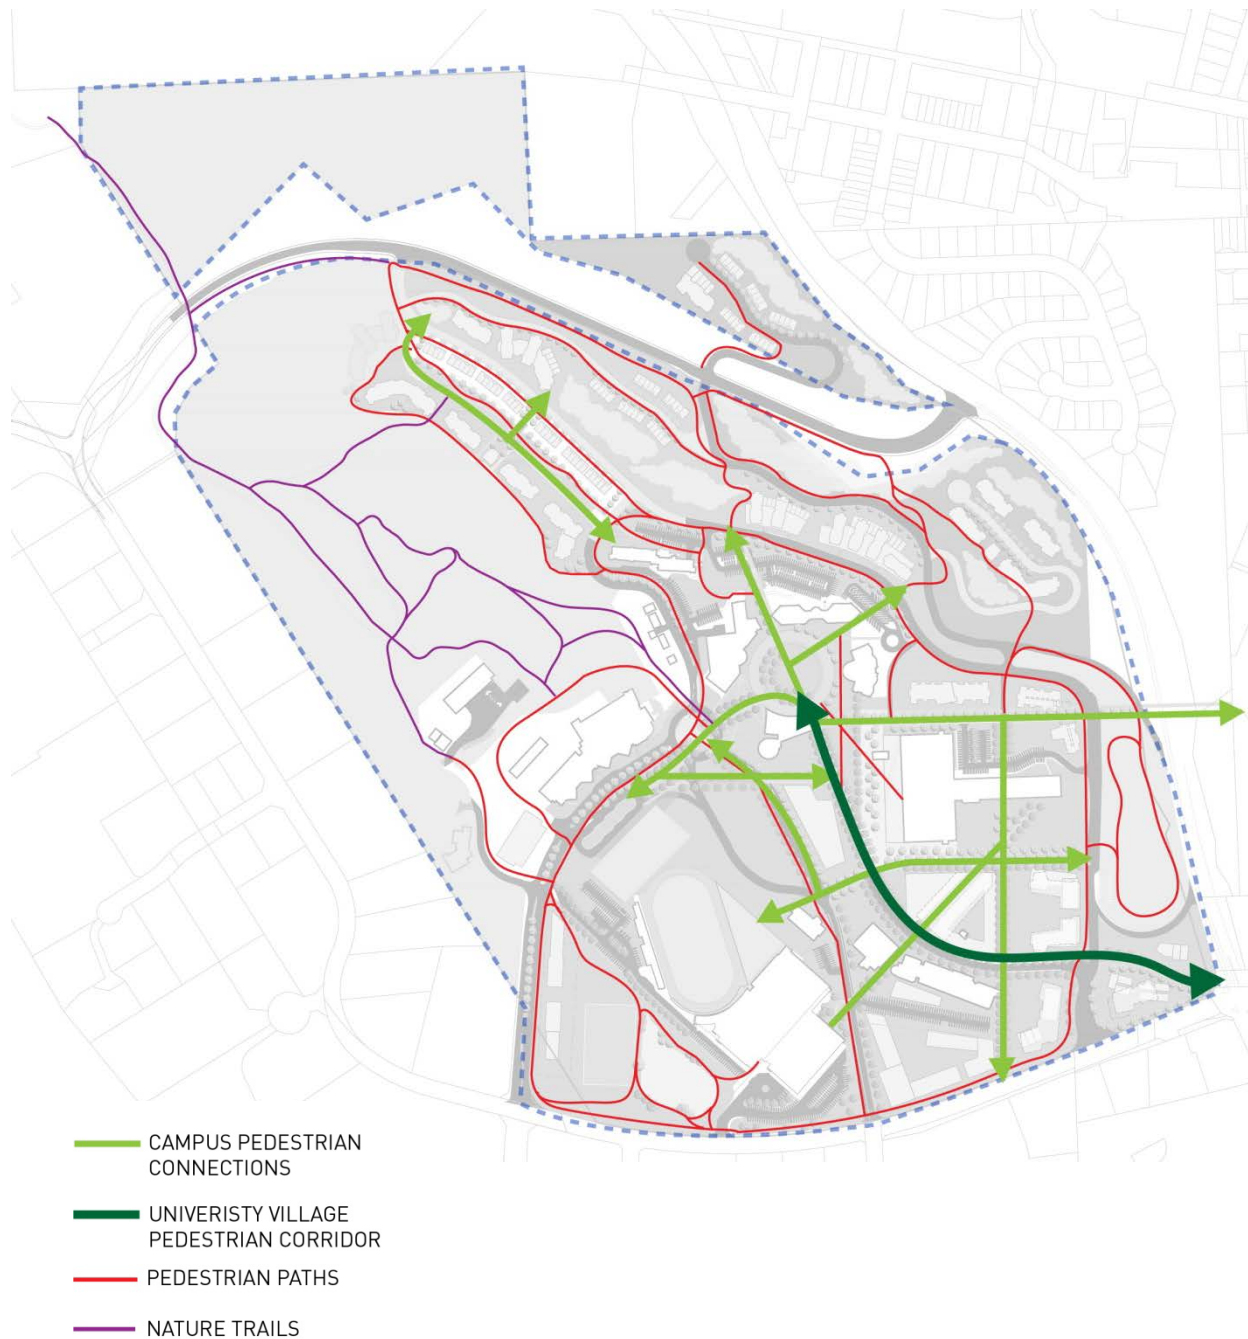 CAMPUS PEDESTRIAN
CONNECTIONS
UNIVERISTY VILLAGE
PEDESTRIAN CORRIDOR
PEDESTRIAN PATHS
NATURE TRAILS